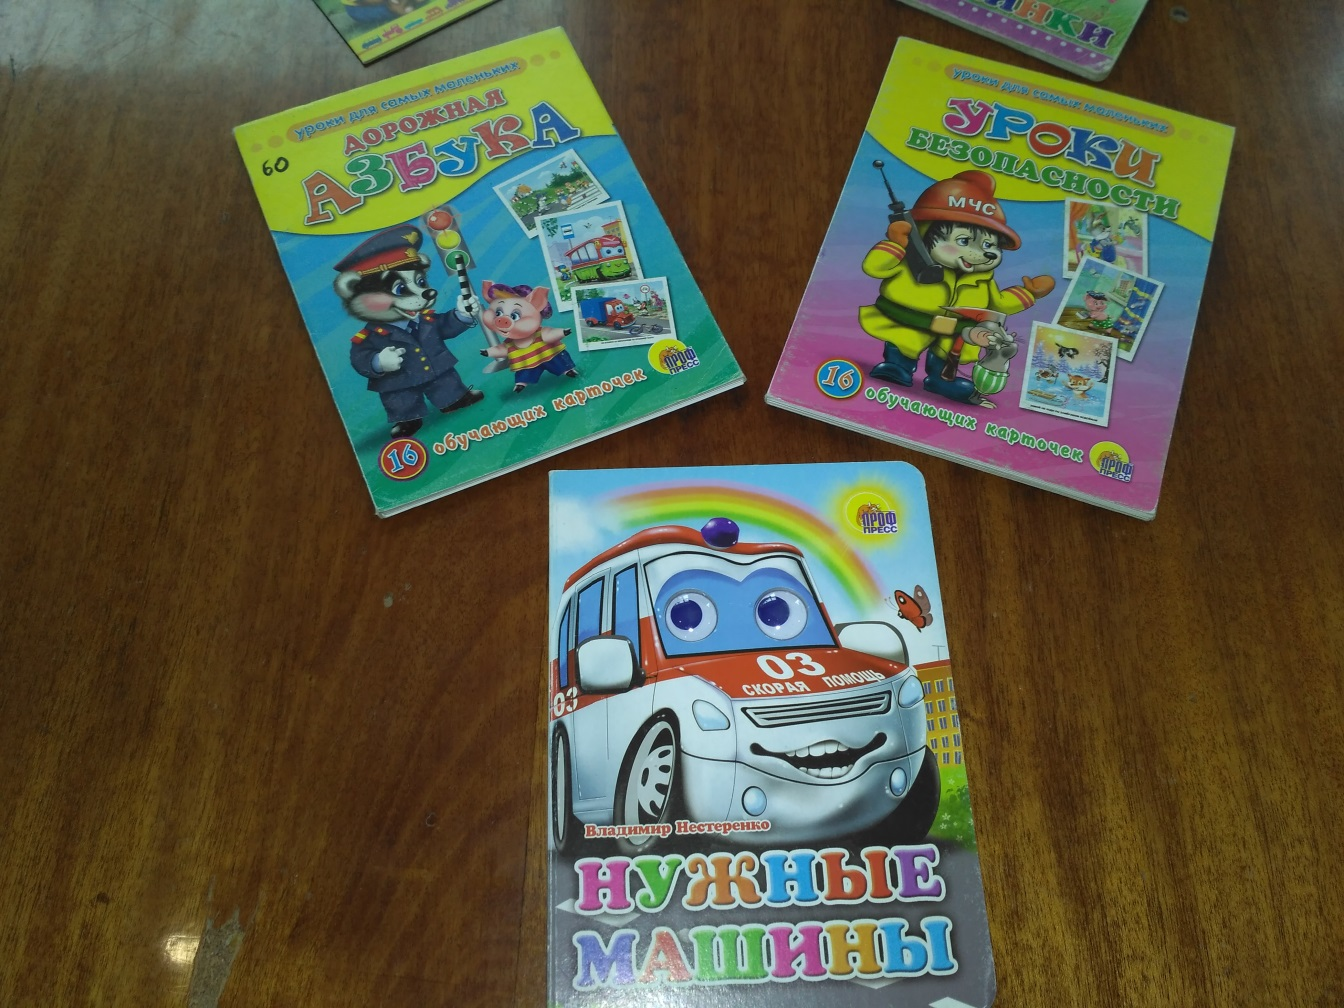 уроки для самых маленьких
ДОРОЖНАЯ
АЗБУКА
60
16 обучающих карточек
ПРОФ
ПРЕСС
уроки для самых маленьких
УРОКИ
БЕЗОПАСНОСТИ
МЧС
16 обучающих карточек
ПРОФ
ПРЕСС
ПРОФ
ПРЕСС
03
СКОРАЯ ПОМОЩЬ
03
Владимир Нестеренко
НУЖНЫЕ
МАШИНЫ